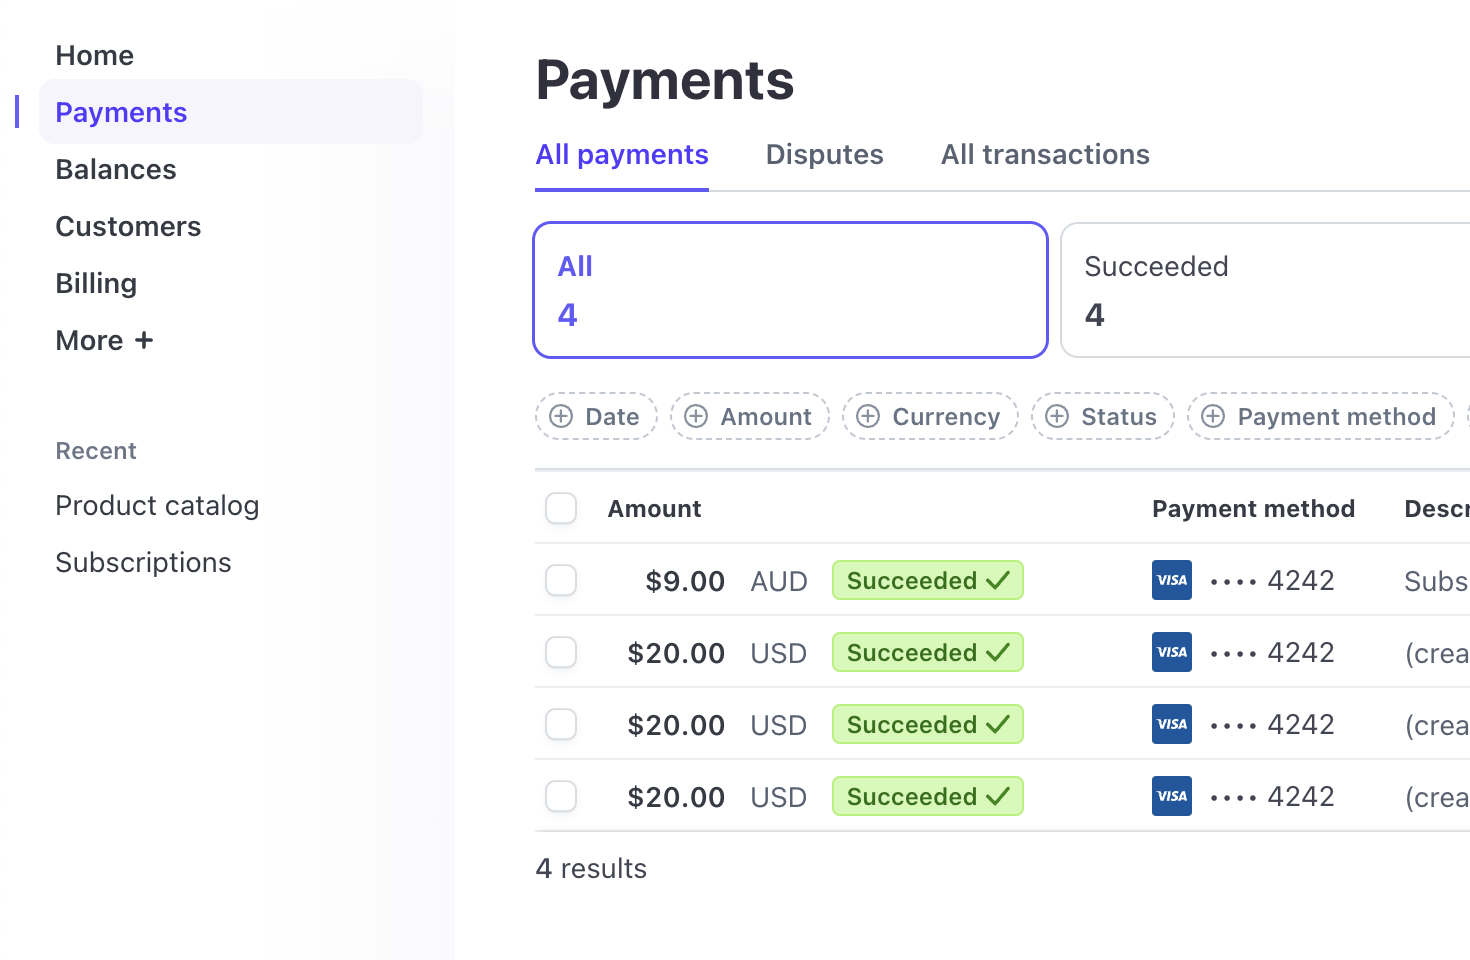 Home
Payments
Balances
Customers
Billing
More +
Recent
Product catalog
Subscriptions
Payments
All payments Disputes All transactions
All
4
Succeeded
4
Date Amount Currency Status Payment method
Amount Payment method Descr
$9.00 AUD Succeeded VISA •••• 4242 Subs
$20.00 USD Succeeded VISA •••• 4242 (crea
$20.00 USD Succeeded VISA •••• 4242 (crea
$20.00 USD Succeeded VISA •••• 4242 (crea
4 results